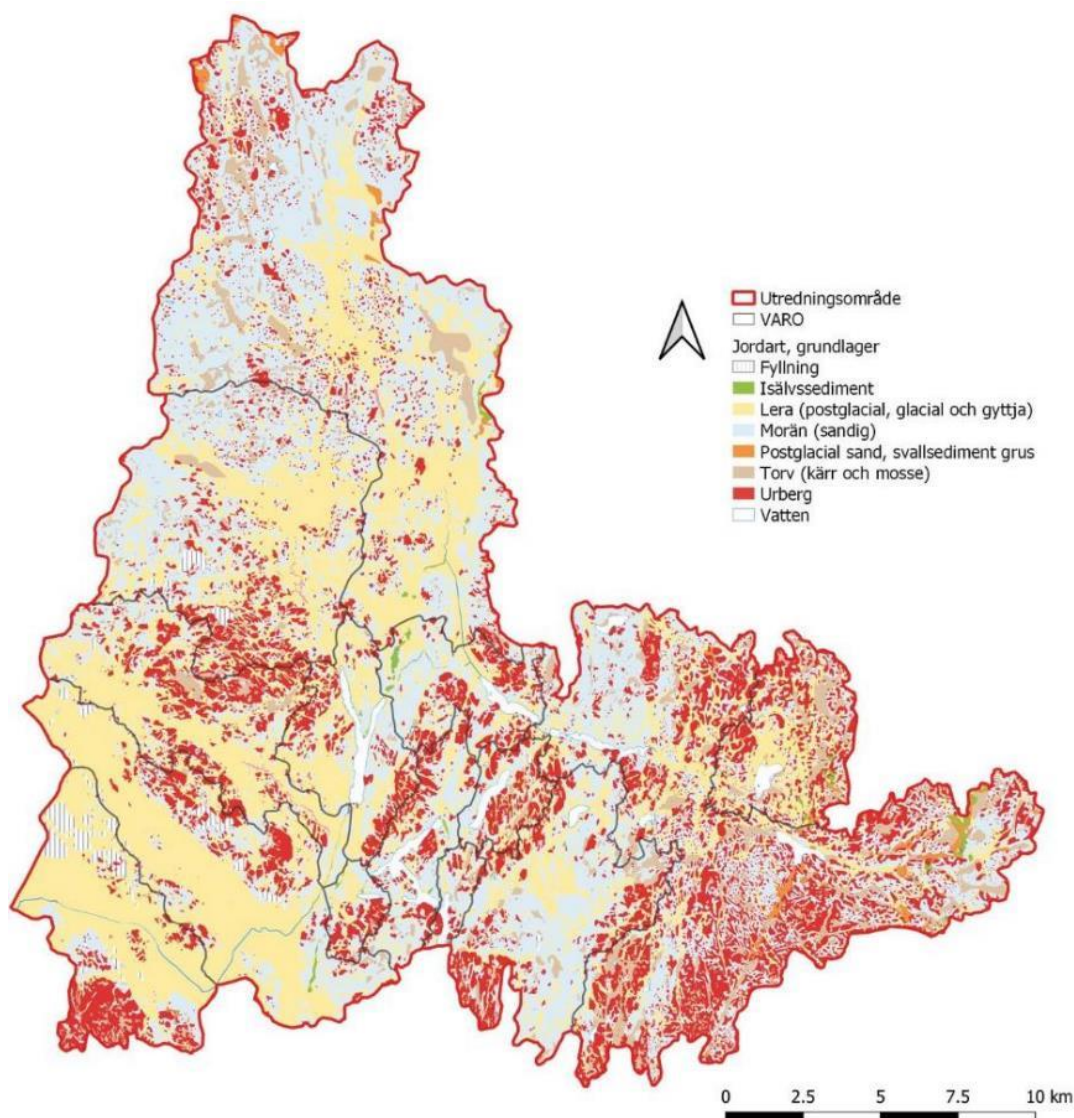 Utredningsområde
VARO
Jordart, grundlager
Fyllning
Isälvssediment
Lera (postglacial, glacial och gyttja)
Morän (sandig)
Postglacial sand, svallsediment grus
Torv (kärr och mosse)
Urberg
Vatten
0 2.5 5 7.5 10 km